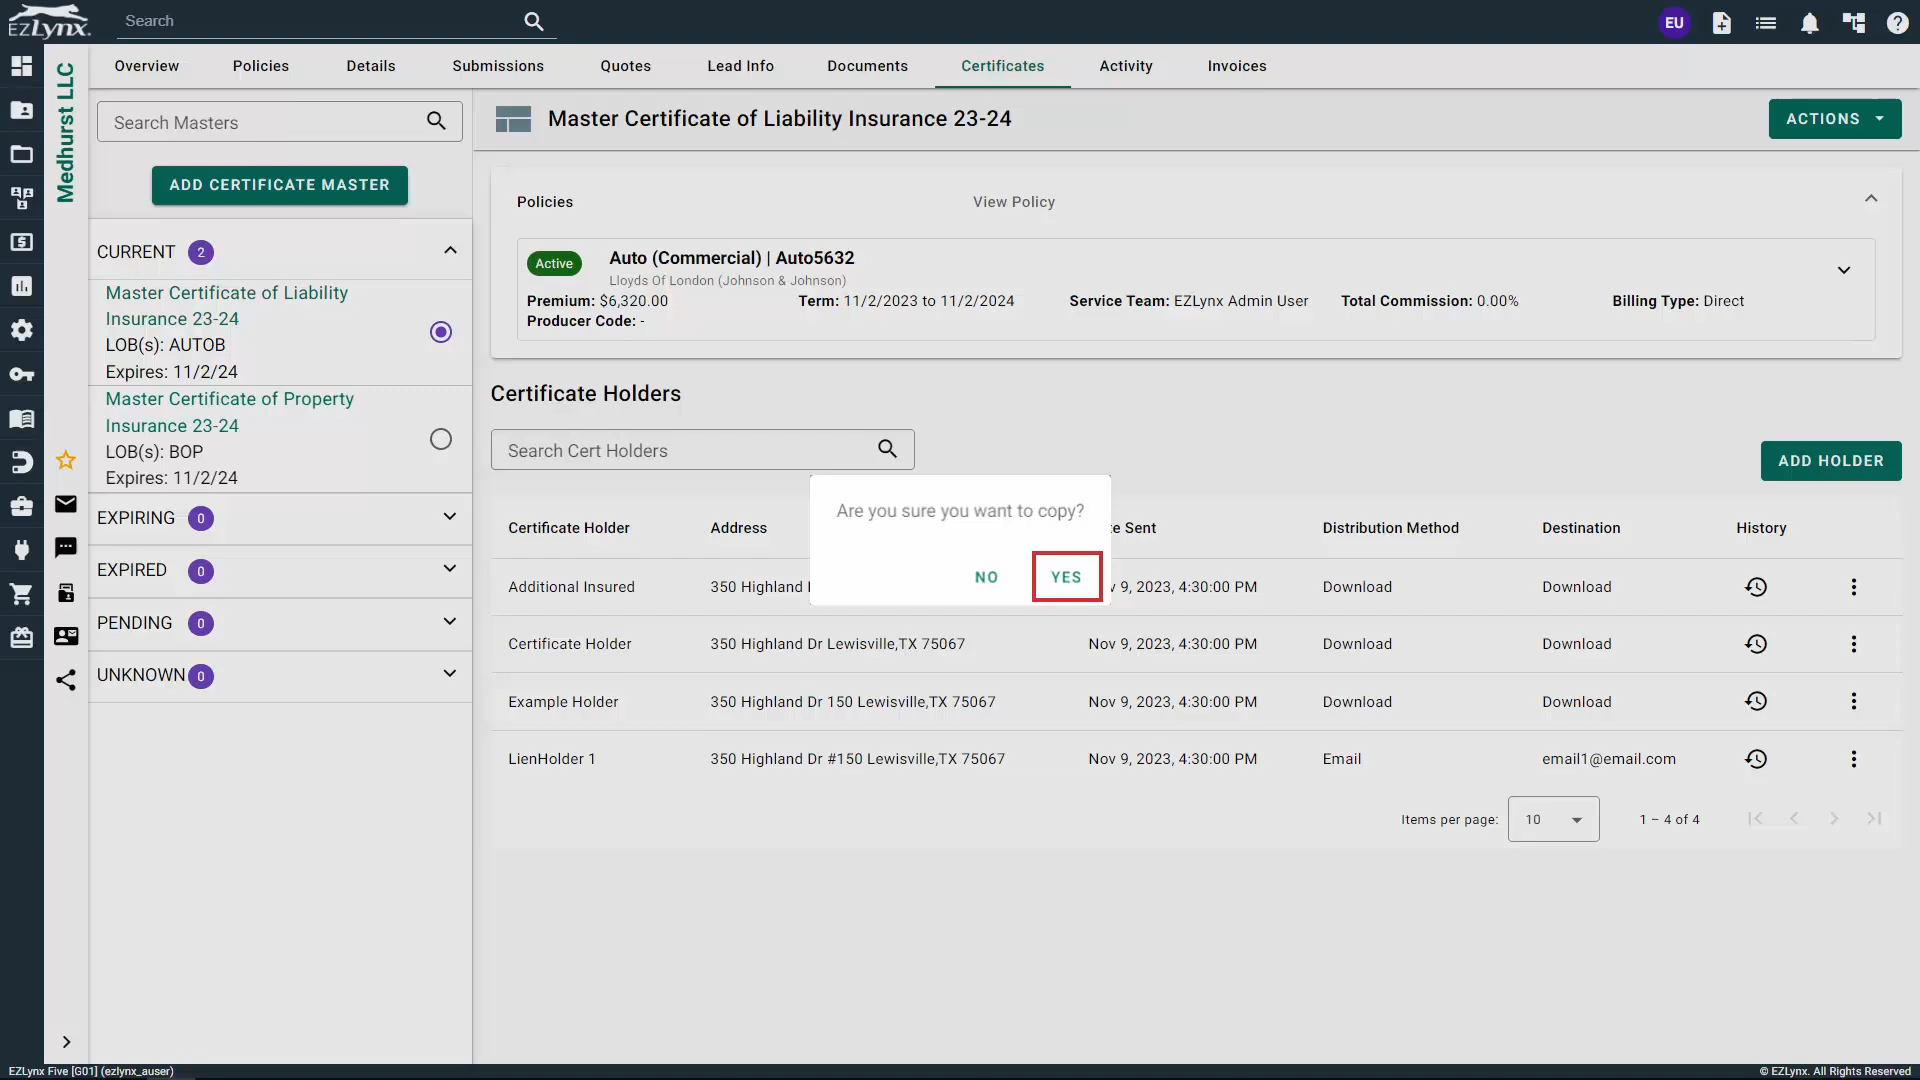 EZLynx.
Search
EU
Medhurst LLC
Overview
Policies
Details
Submissions
Quotes
Lead Info
Documents
Certificates
Activity
Invoices
Search Masters
ADD CERTIFICATE MASTER
CURRENT 2
Master Certificate of Liability
Insurance 23-24
LOB(s): AUTOB
Expires: 11/2/24
Master Certificate of Property
Insurance 23-24
LOB(s): BOP
Expires: 11/2/24
EXPIRING 0
EXPIRED 0
PENDING 0
UNKNOWN 0
Master Certificate of Liability Insurance 23-24
ACTIONS
Policies
View Policy
Active
Auto (Commercial) | Auto5632
Lloyds Of London (Johnson & Johnson)
Premium: $6,320.00
Term: 11/2/2023 to 11/2/2024
Service Team: EZLynx Admin User
Total Commission: 0.00%
Billing Type: Direct
Producer Code: -
Certificate Holders
Search Cert Holders
ADD HOLDER
Are you sure you want to copy?
NO
YES
Certificate Holder Address Sent Distribution Method Destination History
Additional Insured 350 Highland 9, 2023, 4:30:00 PM Download Download
Certificate Holder 350 Highland Dr Lewisville,TX 75067 Nov 9, 2023, 4:30:00 PM Download Download
Example Holder 350 Highland Dr 150 Lewisville,TX 75067 Nov 9, 2023, 4:30:00 PM Download Download
LienHolder 1 350 Highland Dr #150 Lewisville,TX 75067 Nov 9, 2023, 4:30:00 PM Email email1@email.com
Items per page: 10 1 – 4 of 4
EZLynx Five [G01] (ezlynx_auser)
© EZLynx. All Rights Reserved